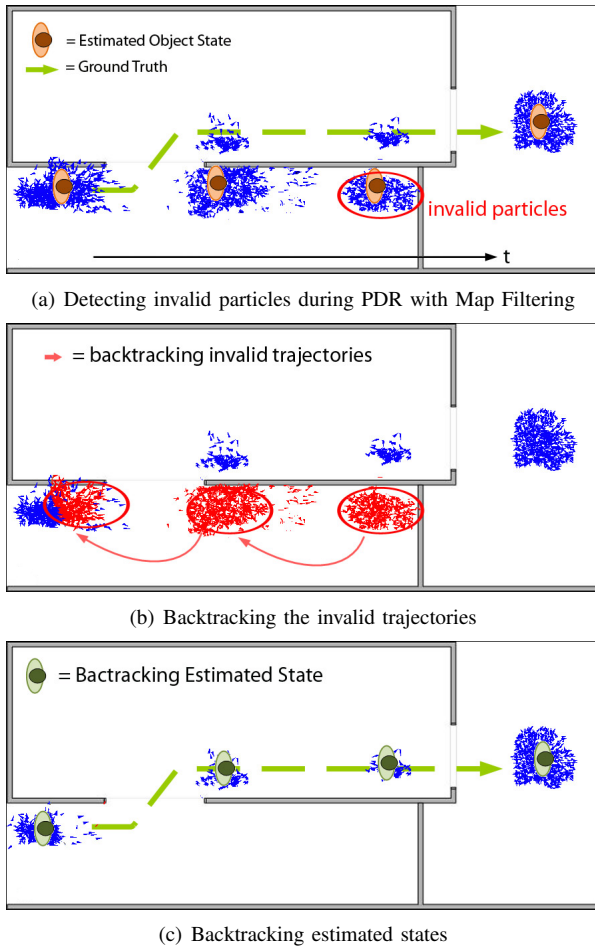 = Estimated Object State
= Ground Truth
invalid particles
t
(a) Detecting invalid particles during PDR with Map Filtering
= backtracking invalid trajectories
(b) Backtracking the invalid trajectories
= Bactracking Estimated State
(c) Backtracking estimated states